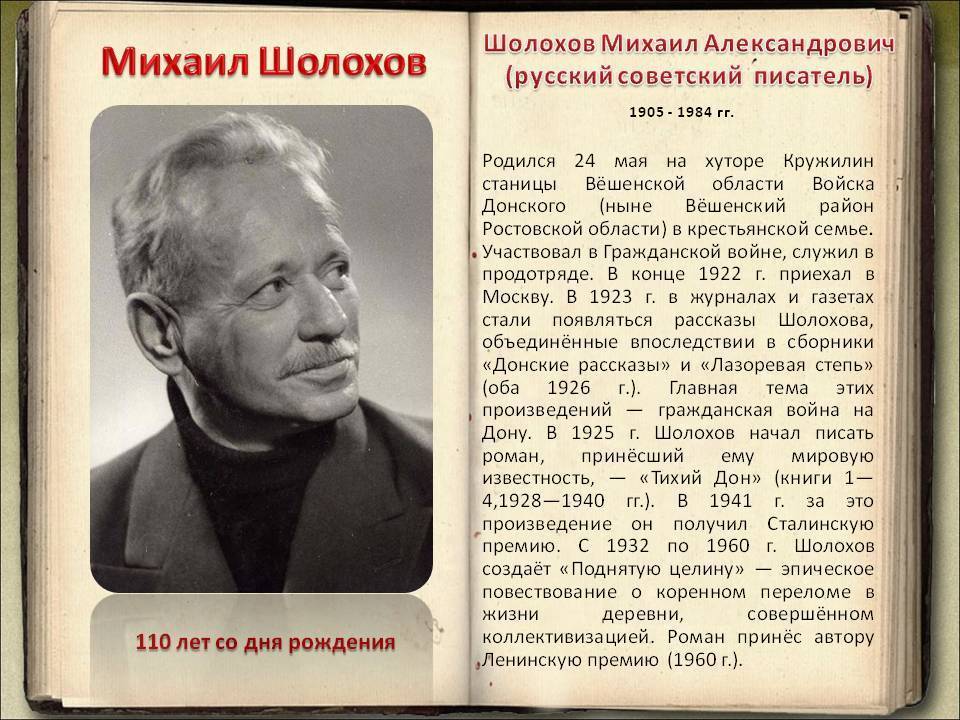 Михаил Шолохов
110 лет со дня рождения
Шолохов Михаил Александрович
(русский советский писатель)
1905 - 1984 гг.
Родился 24 мая на хуторе Кружилин
станицы Вёшенской области Войска
Донского (ныне Вёшенский район
Ростовской области) в крестьянской семье.
Участвовал в Гражданской войне, служил в
продотряде. В конце 1922 г. приехал в
Москву. В 1923 г. в журналах и газетах
стали появляться рассказы Шолохова,
объединённые впоследствии в сборники
«Донские рассказы» и «Лазоревая степь»
(оба 1926 г.). Главная тема этих
произведений — гражданская война на
Дону. В 1925 г. Шолохов начал писать
роман, принёсший ему мировую
известность, — «Тихий Дон» (книги 1—
4,1928—1940 гг.). В 1941 г. за это
произведение он получил Сталинскую
премию. С 1932 по 1960 г. Шолохов
создаёт «Поднятую целину» — эпическое
повествование о коренном переломе в
жизни деревни, совершённом
коллективизацией. Роман принёс автору
Ленинскую премию (1960 г.).